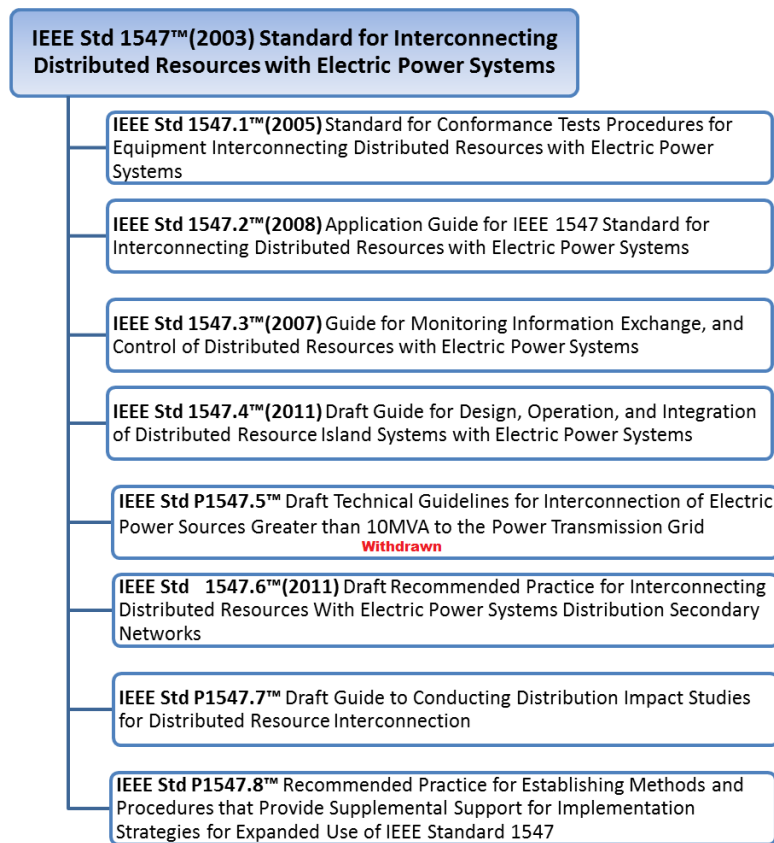 IEEE Std 1547™(2003) Standard for Interconnecting
Distributed Resources with Electric Power Systems
IEEE Std 1547.1™(2005) Standard for Conformance Tests Procedures for
Equipment Interconnecting Distributed Resources with Electric Power
Systems
IEEE Std 1547.2™(2008) Application Guide for IEEE 1547 Standard for
Interconnecting Distributed Resources with Electric Power Systems
IEEE Std 1547.3™(2007) Guide for Monitoring Information Exchange, and
Control of Distributed Resources with Electric Power Systems
IEEE Std 1547.4™(2011) Draft Guide for Design, Operation, and Integration
of Distributed Resource Island Systems with Electric Power Systems
IEEE Std P1547.5™ Draft Technical Guidelines for Interconnection of Electric
Power Sources Greater than 10MVA to the Power Transmission Grid
Withdrawn
IEEE Std 1547.6™(2011) Draft Recommended Practice for Interconnecting
Distributed Resources With Electric Power Systems Distribution Secondary
Networks
IEEE Std P1547.7™ Draft Guide to Conducting Distribution Impact Studies
for Distributed Resource Interconnection
IEEE Std P1547.8™ Recommended Practice for Establishing Methods and
Procedures that Provide Supplemental Support for Implementation
Strategies for Expanded Use of IEEE Standard 1547